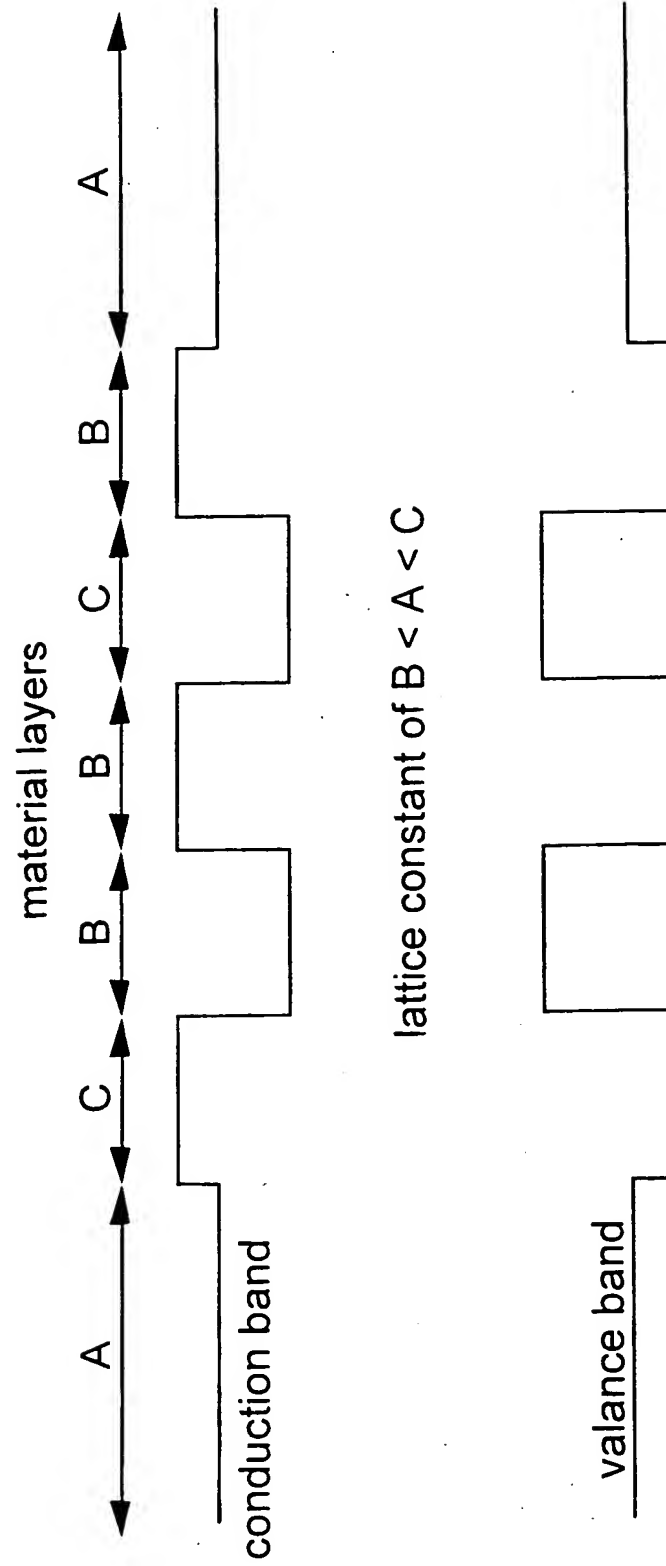 material layers
A C B B C B A
conduction band
lattice constant of B < A < C
valance band